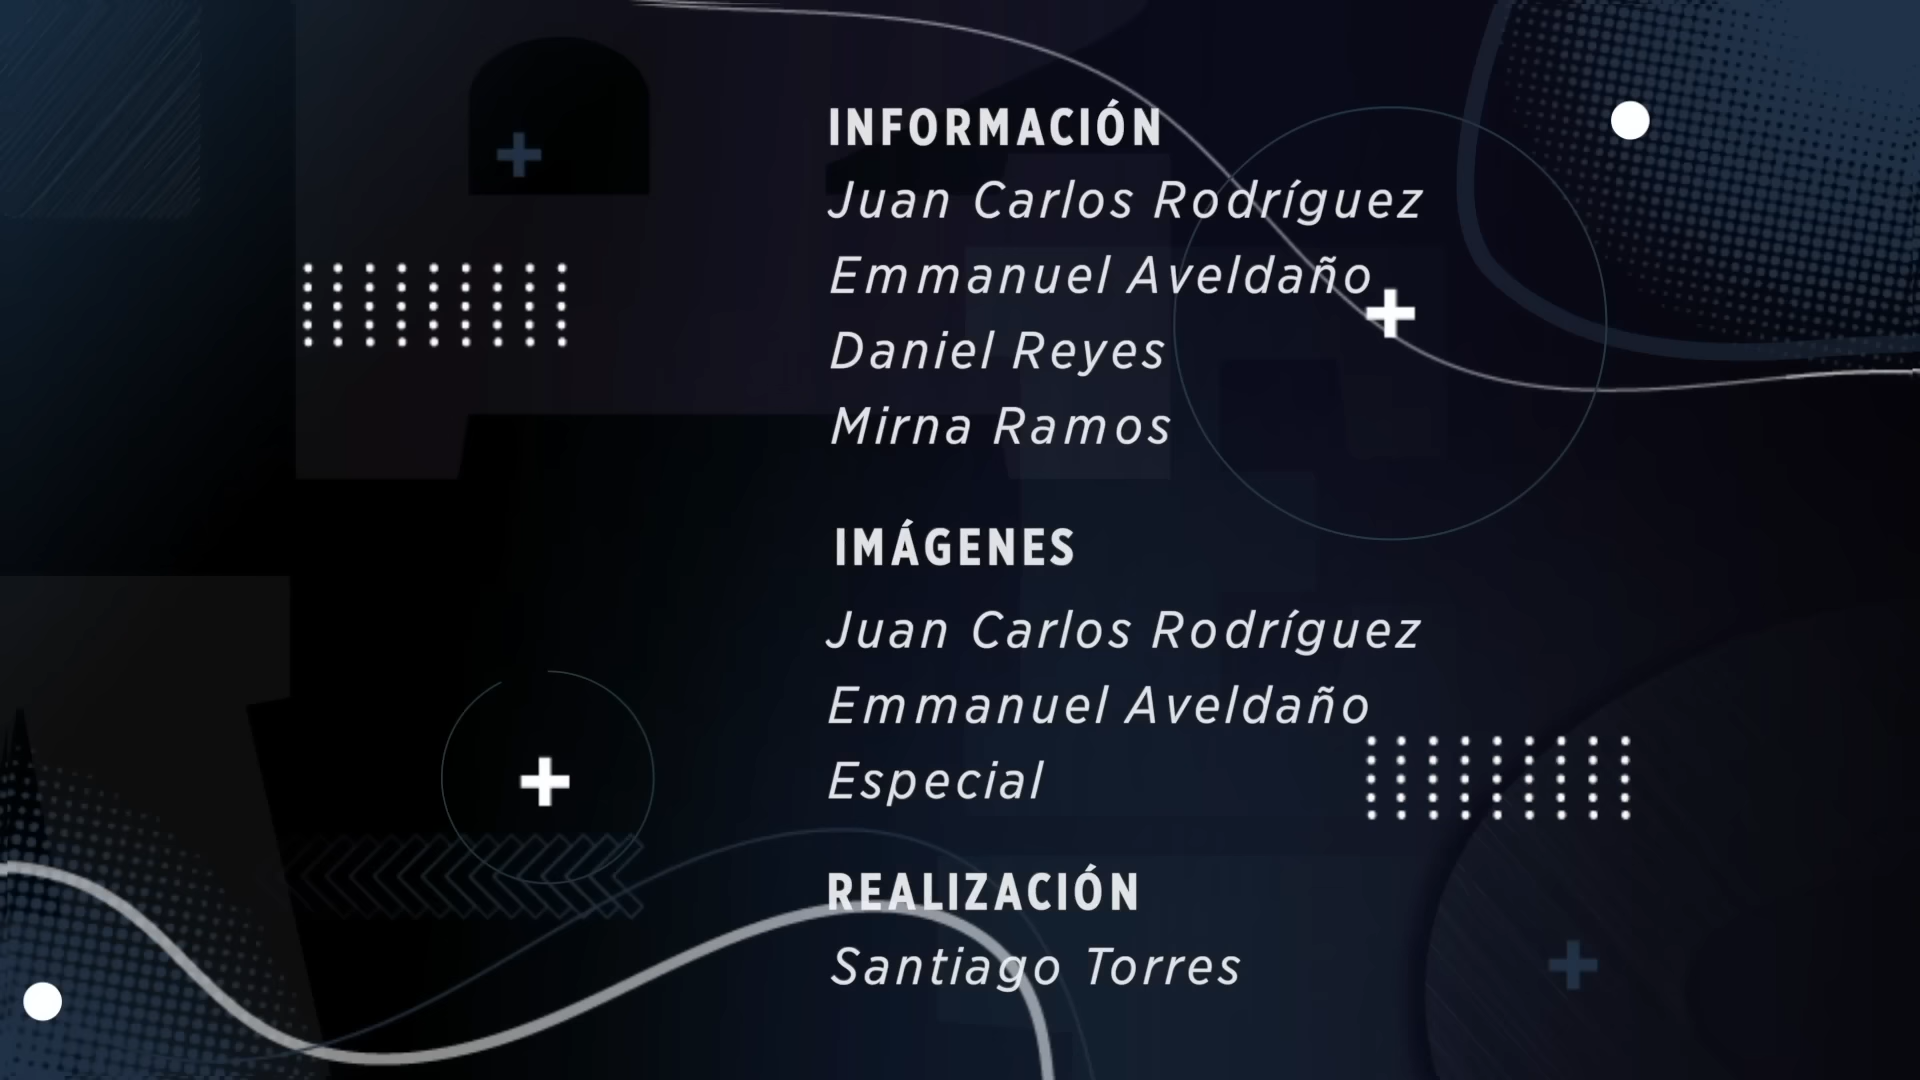 INFORMACIÓN
Juan Carlos Rodríguez
Emmanuel Aveldaño
Daniel Reyes
Mirna Ramos
IMÁGENES
Juan Carlos Rodríguez
Emmanuel Aveldaño
Especial
REALIZACIÓN
Santiago Torres